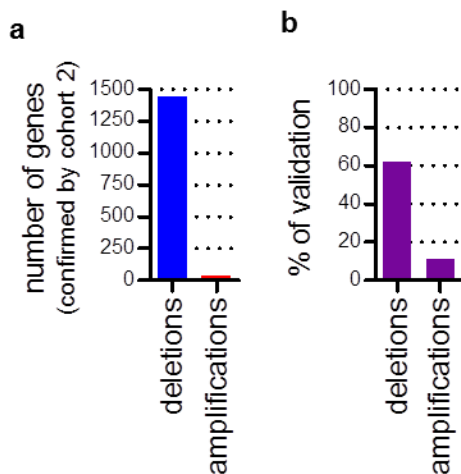 a
number of genes
(confirmed by cohort 2)
1500
1250
1000
750
500
250
0
deletions
amplifications
b
% of validation
100
80
60
40
20
0
deletions
amplifications